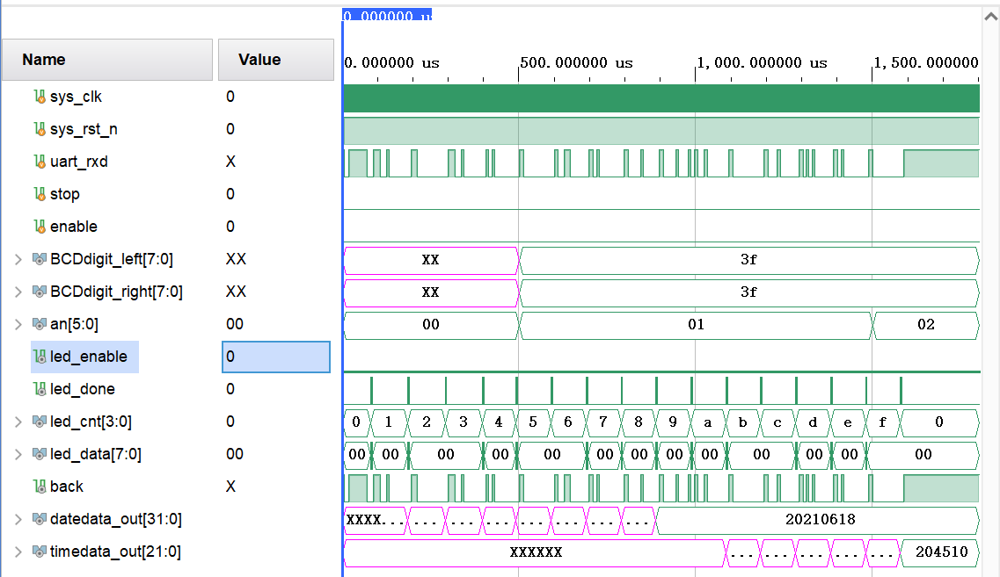 0.000000 us
Name Value 0.000000 us 500.000000 us 1,000.000000 us 1,500.000000
sys_clk 0
sys_rst_n 0
uart_rxd X
stop 0
enable 0
BCDdigit_left[7:0] XX XX 3f
BCDdigit_right[7:0] XX XX 3f
an[5:0] 00 00 01 02
led_enable 0
led_done 0
led_cnt[3:0] 0 0 1 2 3 4 5 6 7 8 9 a b c d e f 0
led_data[7:0] 00 00 00 00 00 00 00 00 00 00 00 00 00 00
back X
datedata_out[31:0] XXXX... ... ... ... ... ... ... 20210618
timedata_out[21:0] XXXXXX ... ... ... ... ... 204510